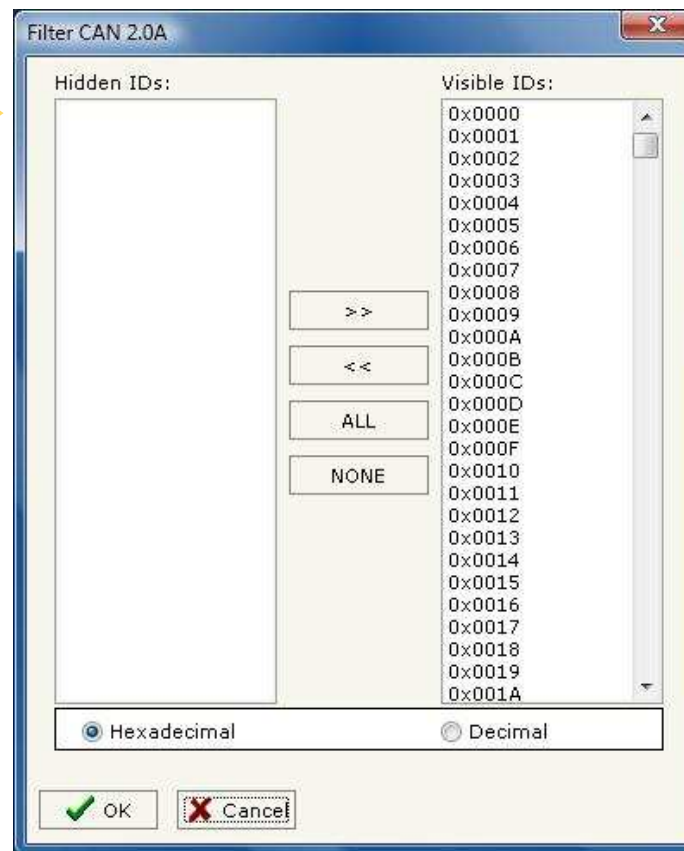 Filter CAN 2.0A
X
Hidden IDs:
Visible IDs:
0x0000
0x0001
0x0002
0x0003
0x0004
0x0005
0x0006
0x0007
0x0008
0x0009
0x000A
0x000B
0x000C
0x000D
0x000E
0x000F
0x0010
0x0011
0x0012
0x0013
0x0014
0x0015
0x0016
0x0017
0x0018
0x0019
0x001A
>>
<<
ALL
NONE
Hexadecimal
Decimal
OK
Cancel